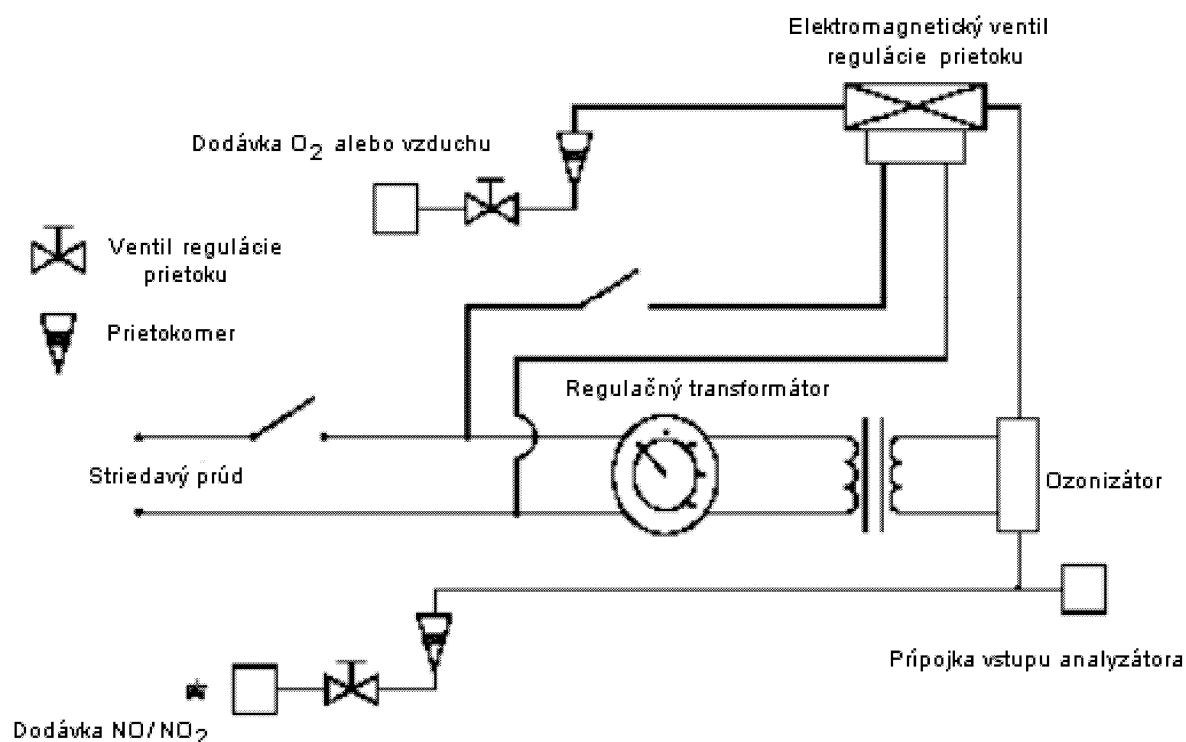 Elektromagnetický ventil
regulácie prietoku
Dodávka O2 alebo vzduchu
Ventil regulácie
prietoku
Prietokomer
Regulačný transformátor
Striedavý prúd
Ozonizátor
Prípojka vstupu analyzátora
Dodávka NO/NO2